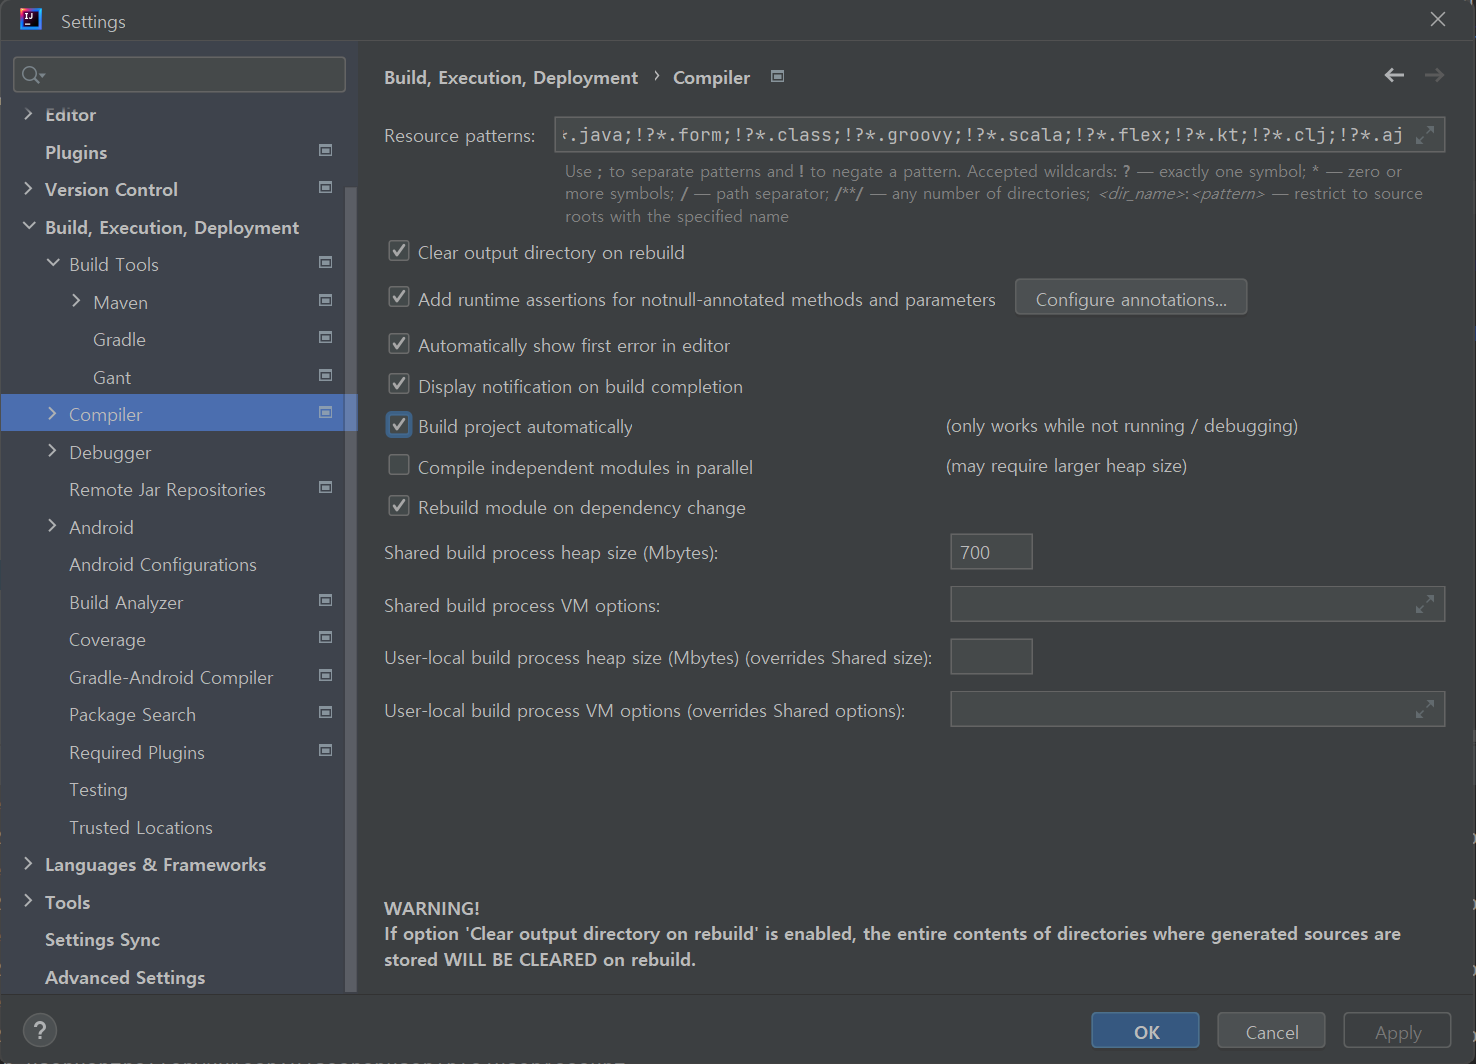 Settings
Editor
Plugins
Version Control
Build, Execution, Deployment
Build Tools
Maven
Gradle
Gant
Compiler
Debugger
Remote Jar Repositories
Android
Android Configurations
Build Analyzer
Coverage
Gradle-Android Compiler
Package Search
Required Plugins
Testing
Trusted Locations
Languages & Frameworks
Tools
Settings Sync
Advanced Settings
Build, Execution, Deployment › Compiler
Resource patterns: *.java;!?*.form;!?*.class;!?*.groovy;!?*.scala;!?*.flex;!?*.kt;!?*.clj;!?*.aj
Use ; to separate patterns and ! to negate a pattern. Accepted wildcards: ? — exactly one symbol; * — zero or
more symbols; / — path separator; /**/ — any number of directories; <dir_name>:<pattern> — restrict to source
roots with the specified name
Clear output directory on rebuild
Add runtime assertions for notnull-annotated methods and parameters Configure annotations...
Automatically show first error in editor
Display notification on build completion
Build project automatically (only works while not running / debugging)
Compile independent modules in parallel (may require larger heap size)
Rebuild module on dependency change
Shared build process heap size (Mbytes): 700
Shared build process VM options:
User-local build process heap size (Mbytes) (overrides Shared size):
User-local build process VM options (overrides Shared options):
WARNING!
If option 'Clear output directory on rebuild' is enabled, the entire contents of directories where generated sources are
stored WILL BE CLEARED on rebuild.
? OK Cancel Apply